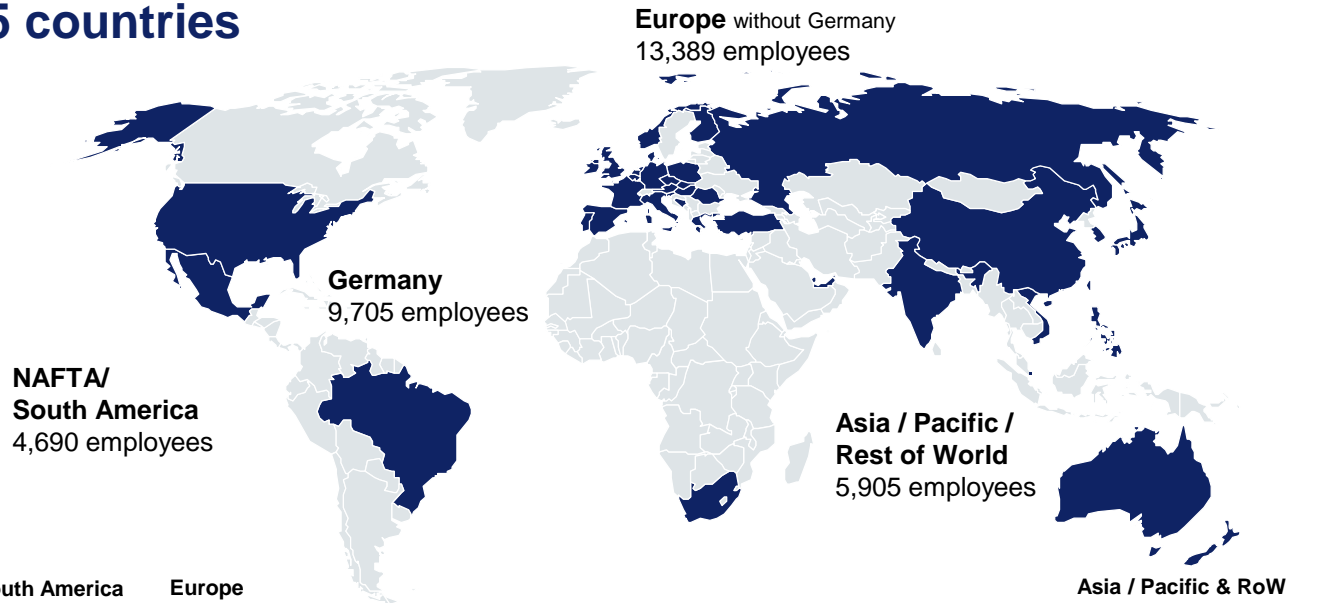 5 countries
Europe without Germany
13,389 employees
Germany
9,705 employees
NAFTA/
South America
4,690 employees
Asia / Pacific /
Rest of World
5,905 employees
outh America
Europe
Asia / Pacific & RoW